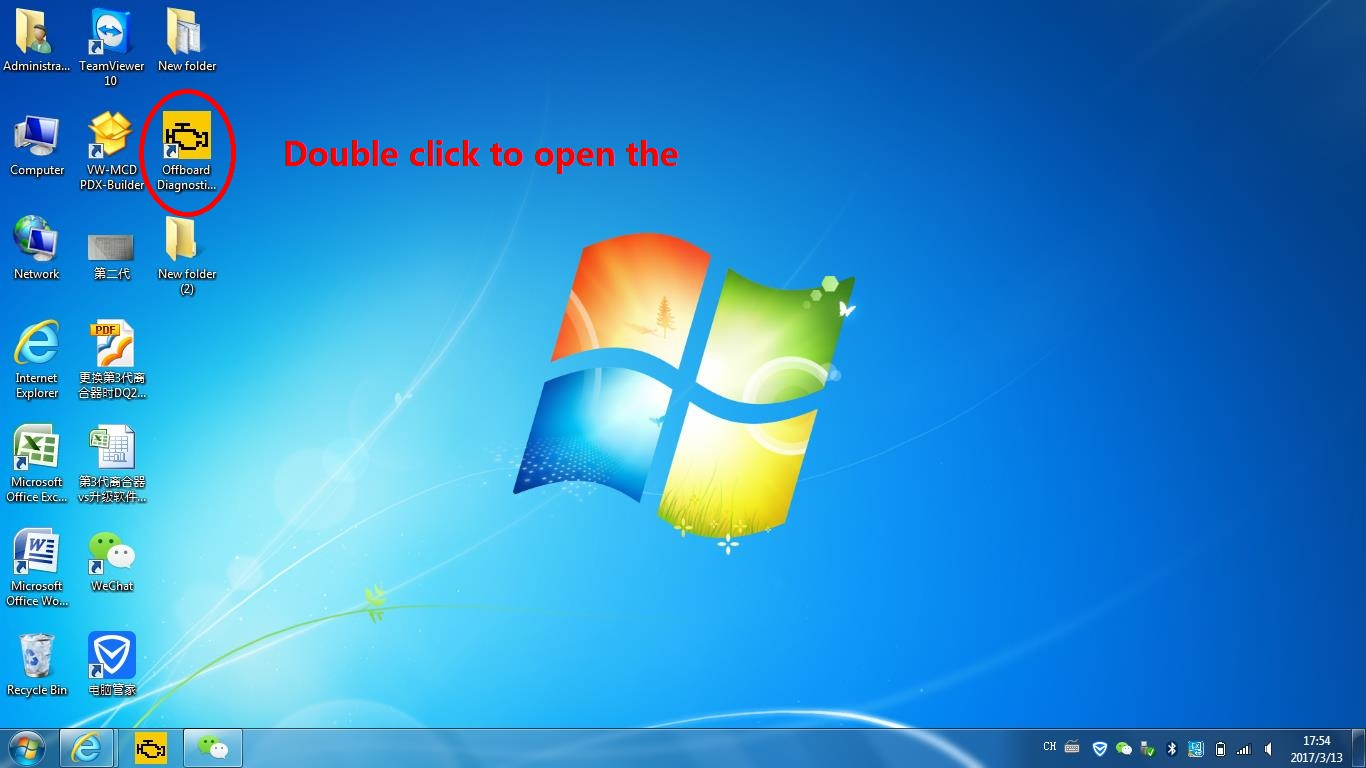 Administra...
TeamViewer
10
New folder
Computer
VW-MCD
PDX-Builder
Offboard
Diagnosti...
Double click to open the
Network
第二代
New folder
(2)
Internet
Explorer
PDF
更换第3代离
合器时DQ2...
Microsoft
Office Exc...
第3代离合器
vs升级软件...
Microsoft
Office Wo...
WeChat
Recycle Bin
电脑管家
CH
17:54
2017/3/13